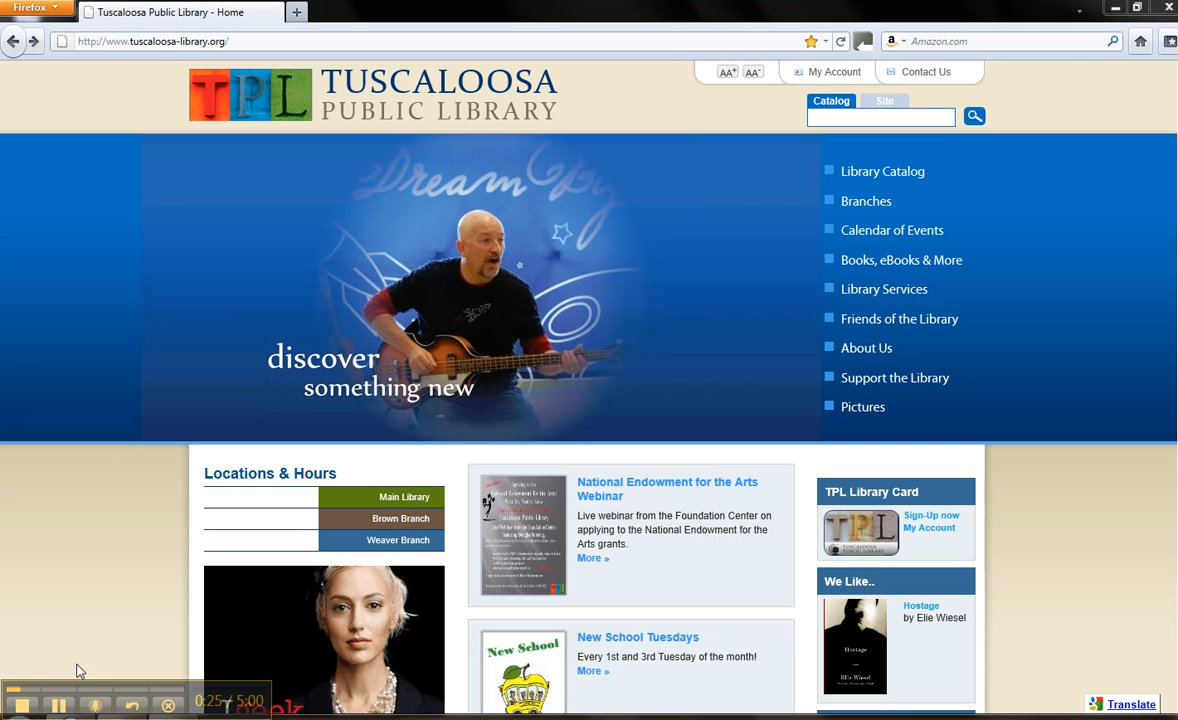 Firefox
Tuscaloosa Public Library - Home
http://www.tuscaloosa-library.org/
Amazon.com
TPL TUSCALOOSA
PUBLIC LIBRARY
AA+ AA-
My Account
Contact Us
Catalog
Site
Dream
Library Catalog
Branches
Calendar of Events
Books, eBooks & More
Library Services
Friends of the Library
About Us
Support the Library
Pictures
discover
something new
Locations & Hours
Main Library
Brown Branch
Weaver Branch
National Endowment for the Arts
Webinar
Live webinar from the Foundation Center on
applying to the National Endowment for the
Arts grants.
More »
New School
New School Tuesdays
Every 1st and 3rd Tuesday of the month!
More »
TPL Library Card
TPL
TUSCALOOSA
PUBLIC LIBRARY
Sign-Up now
My Account
We Like..
Hostage
by Elie Wiesel
Hostage
Elie Wiesel
0:25 / 5:00
geek
Translate